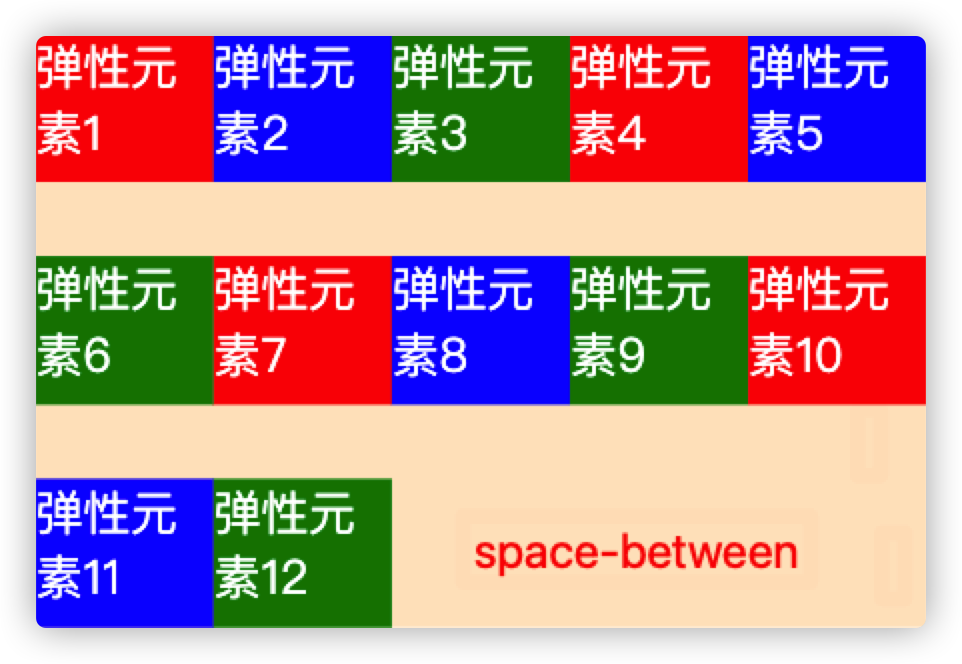 弹性元 弹性元 弹性元 弹性元 弹性元
素1 素2 素3 素4 素5
弹性元 弹性元 弹性元 弹性元 弹性元
素6 素7 素8 素9 素10
弹性元 弹性元
素11 素12
space-between